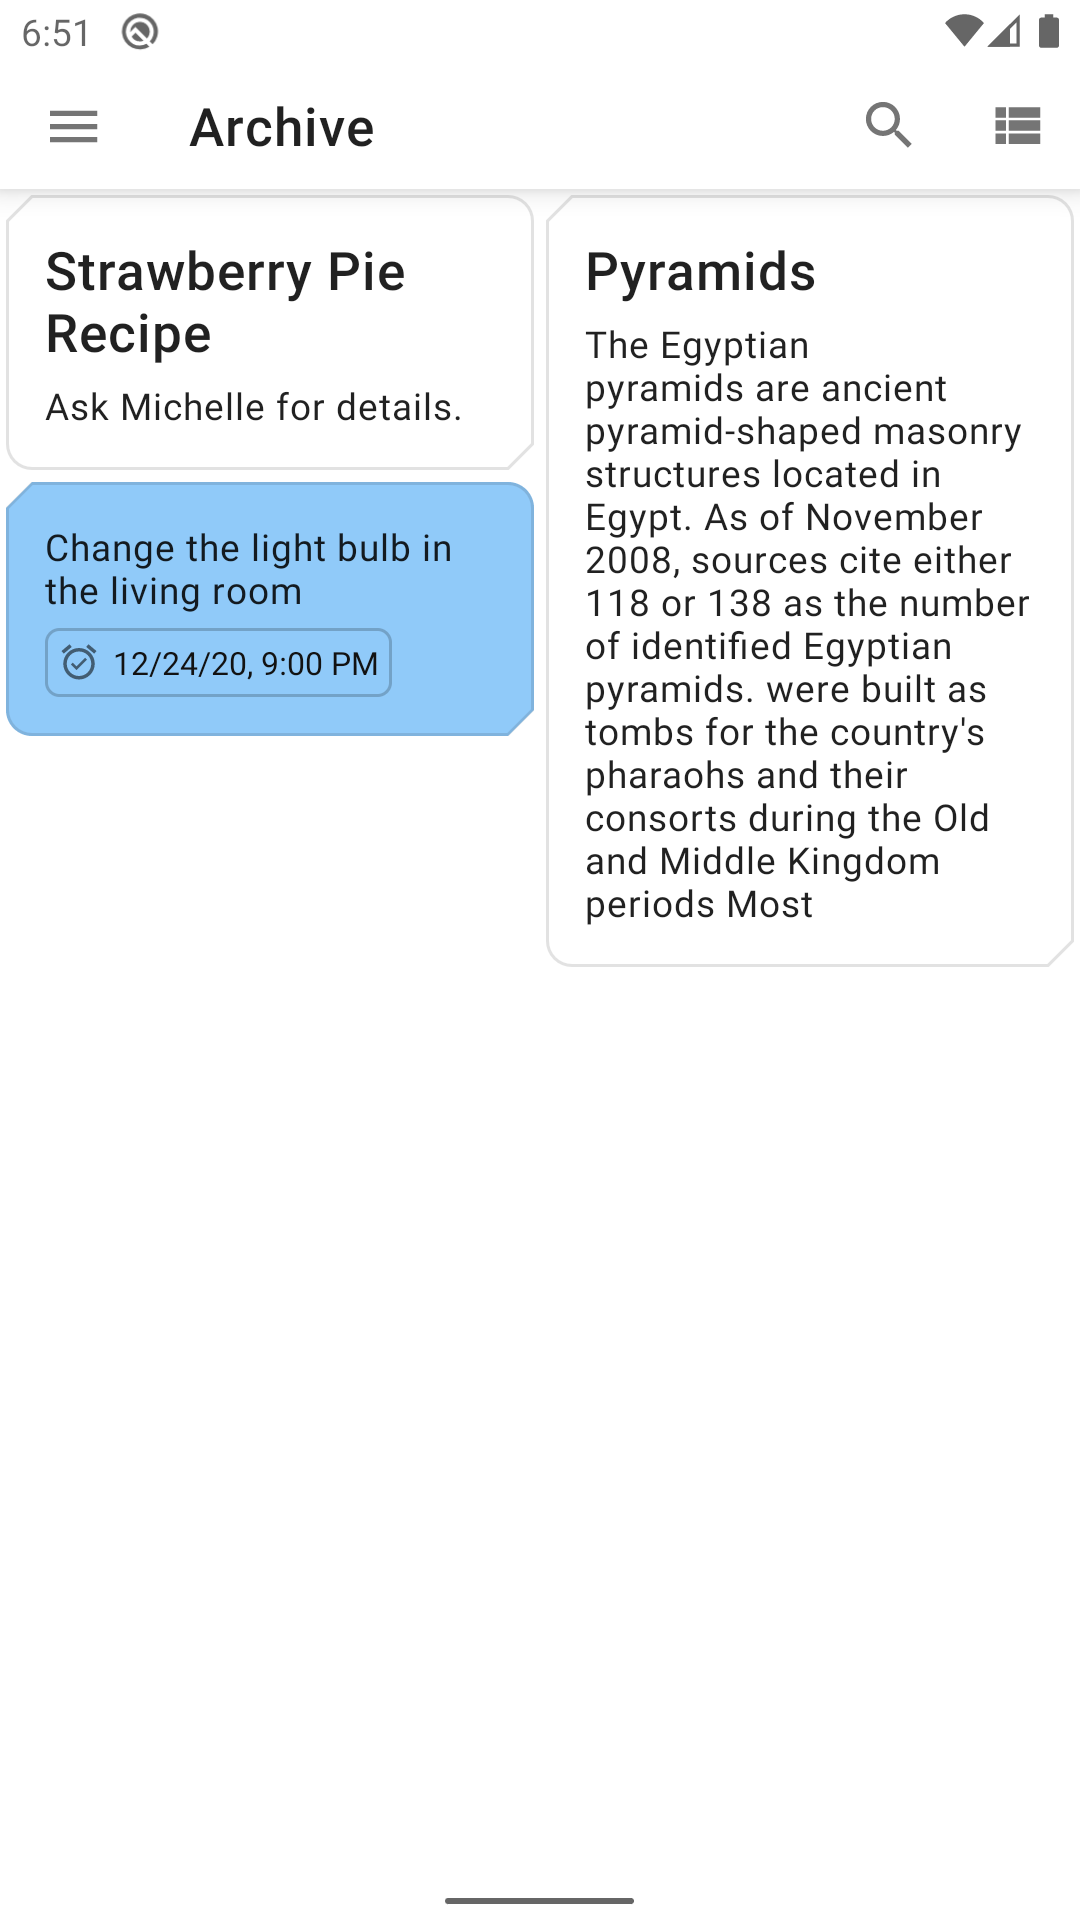 6:51
Archive
Strawberry Pie
Recipe
Ask Michelle for details.
Change the light bulb in
the living room
12/24/20, 9:00 PM
Pyramids
The Egyptian
pyramids are ancient
pyramid-shaped masonry
structures located in
Egypt. As of November
2008, sources cite either
118 or 138 as the number
of identified Egyptian
pyramids. were built as
tombs for the country's
pharaohs and their
consorts during the Old
and Middle Kingdom
periods Most